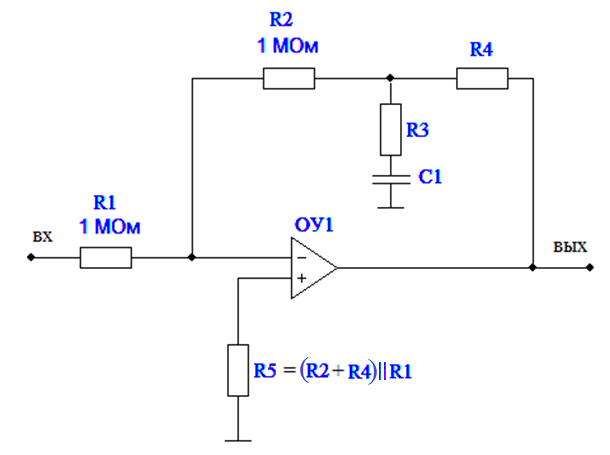 R2
1 МОм
R4
R3
C1
R1
1 МОм
ВХ
ОУ1
ВЫХ
−
+
R5 = (R2+R4)||R1